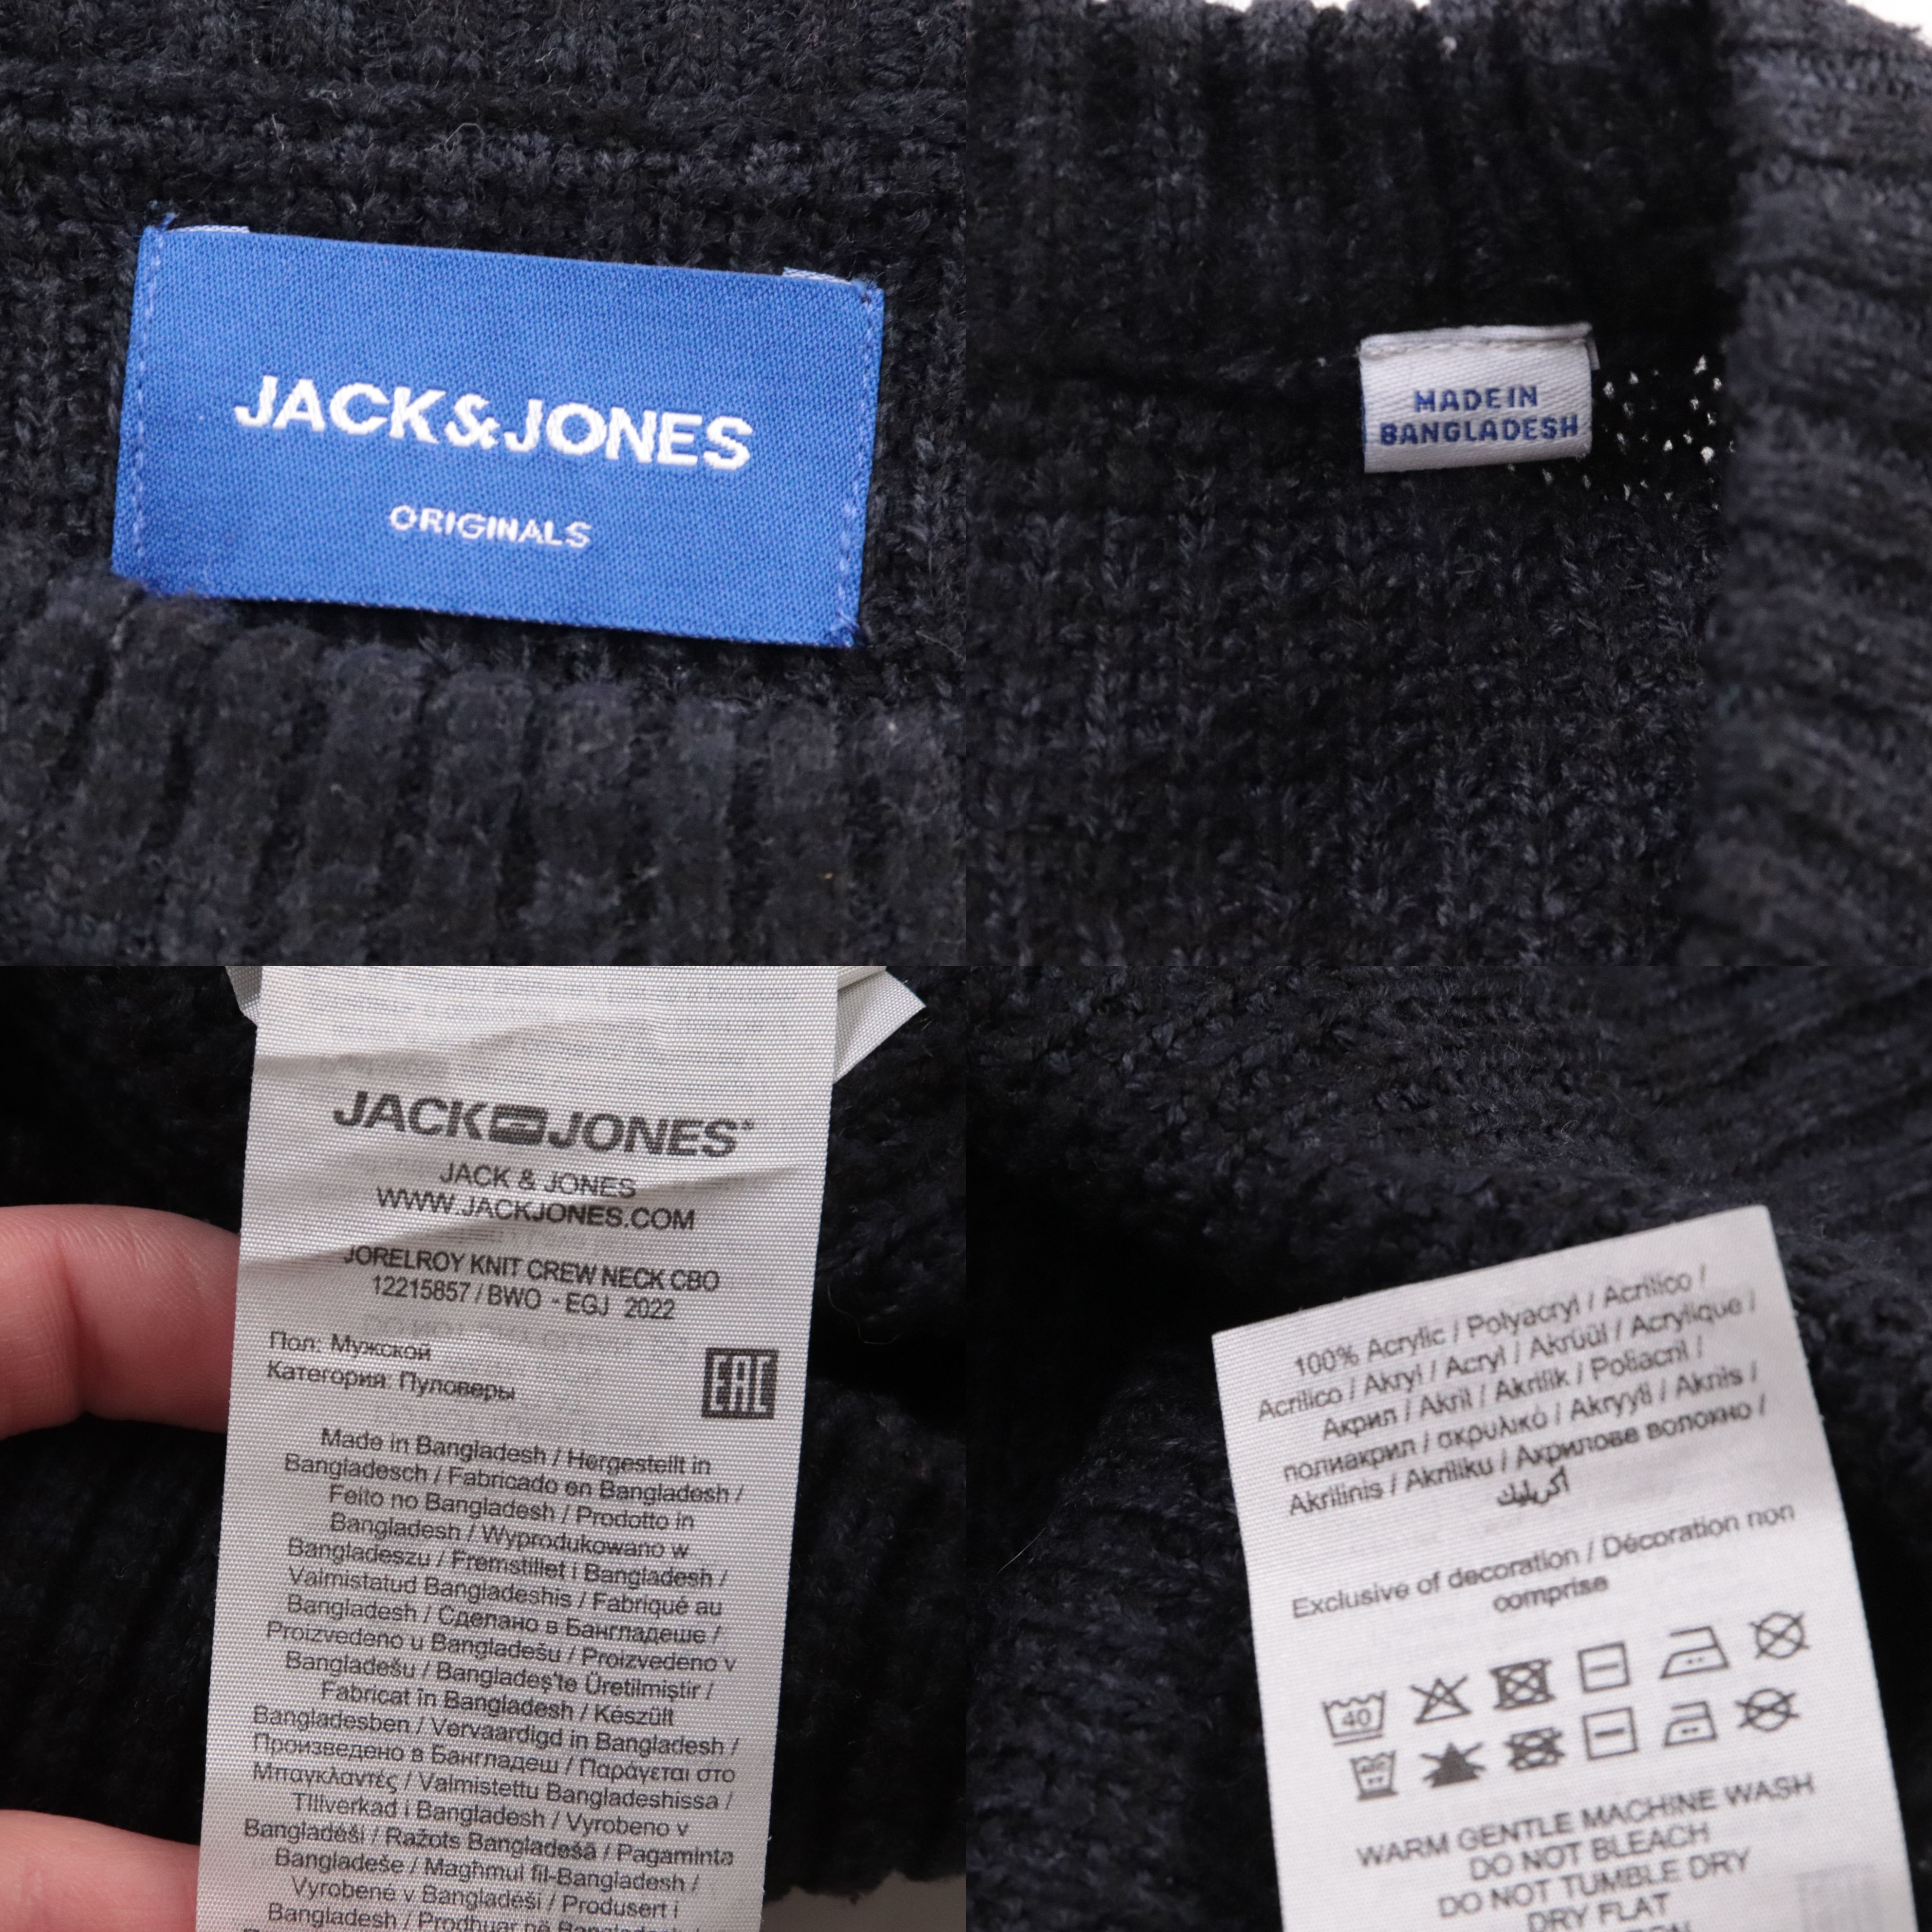 JACK&JONES
ORIGINALS
MADE IN
BANGLADESH
JACK JONES
JACK & JONES
WWW.JACKJONES.COM
JORELROY KNIT CREW NECK CBO
12215857 / BWO - EGJ 2022
Пол: Мужской
Категория: Пуловеры
EAC
Made in Bangladesh / Hergestellt in
Bangladesch / Fabricado en Bangladesh /
Feito no Bangladesh / Prodotto in
Bangladesh / Wyprodukowano w
Bangladeszu / Fremstillet i Bangladesh /
Valmistatud Bangladeshis / Fabriqué au
Bangladesh / Сделано в Бангладеше /
Proizvedeno u Bangladešu / Proizvedeno v
Bangladešu / Bangladeş'te Üretilmiştir /
Fabricat în Bangladesh / Készült
Bangladesben / Vervaardigd in Bangladesh /
Произведено в Бангладеш / Παράγεται στο
Μπαγκλαντές / Valmistettu Bangladeshissa /
Tillverkad i Bangladesh / Vyrobeno v
Bangladéši / Ražots Bangladešā / Pagaminta
Bangladeše / Maghmul fil-Bangladesh /
Vyrobené v Bangladéši / Produsert i
Bangladesh / Prodhuar në Bangladesh /
100% Acrylic / Polyacryl / Acrilico /
Acrílico / Akryl / Acryl / Akrüül / Acrylique /
Акрил / Akril / Akrilik / Poliacril /
полиакрил / ακρυλικό / Akryyli / Akrils /
Akrilinis / Akriliku / Акрилове волокно /
أكريليك
Exclusive of decoration / Décoration non
comprise
40
WARM GENTLE MACHINE WASH
DO NOT BLEACH
DO NOT TUMBLE DRY
DRY FLAT